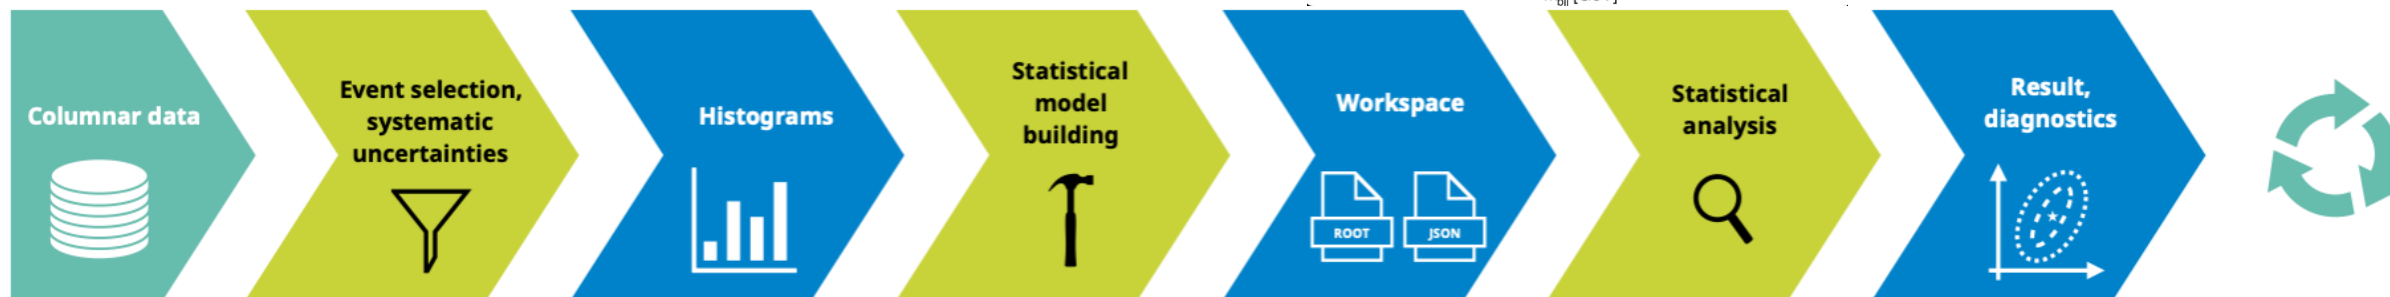 Columnar data
Event selection,
systematic
uncertainties
Histograms
Statistical
model
building
Workspace
ROOT
JSON
Statistical
analysis
Result,
diagnostics